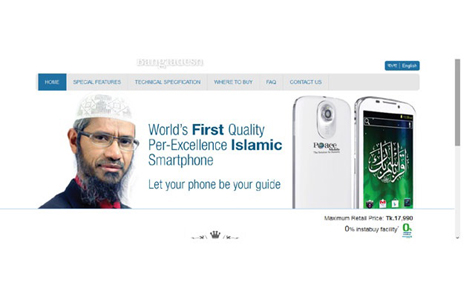 বাংলা | English
HOME SPECIAL FEATURES TECHNICAL SPECIFICATION WHERE TO BUY FAQ CONTACT US
World's First Quality
Per-Excellence Islamic
Smartphone
Let your phone be your guide
Peace
Maximum Retail Price: Tk.17,990
0% instabuy facility